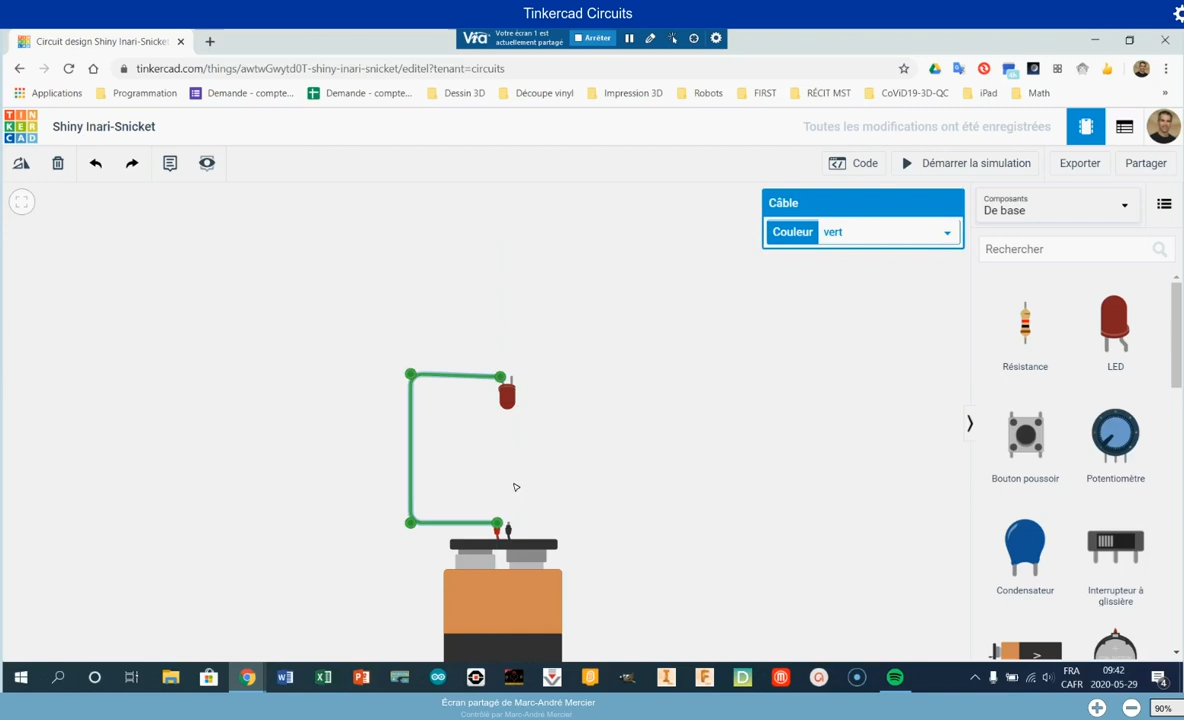 Tinkercad Circuits
Circuit design Shiny Inari-Snicket
Vía
Votre écran 1 est
actuellement partagé
Arrêter
tinkercad.com/things/awtwGwytd0T-shiny-inari-snicket/editel?tenant=circuits
Applications
Programmation
Demande - compte...
Demande - compte...
Dessin 3D
Découpe vinyl
Impression 3D
Robots
FIRST
RÉCIT MST
CoViD19-3D-QC
iPad
Math
»
TIN
KER
CAD
Shiny Inari-Snicket
Toutes les modifications ont été enregistrées
Code
Démarrer la simulation
Exporter
Partager
Câble
Couleur
vert
Composants
De base
Rechercher
Résistance
LED
Bouton poussoir
Potentiomètre
Condensateur
Interrupteur à
glissière
FRA
CAFR
09:42
2020-05-29
4
Écran partagé de Marc-André Mercier
Contrôlé par Marc-André Mercier
90%